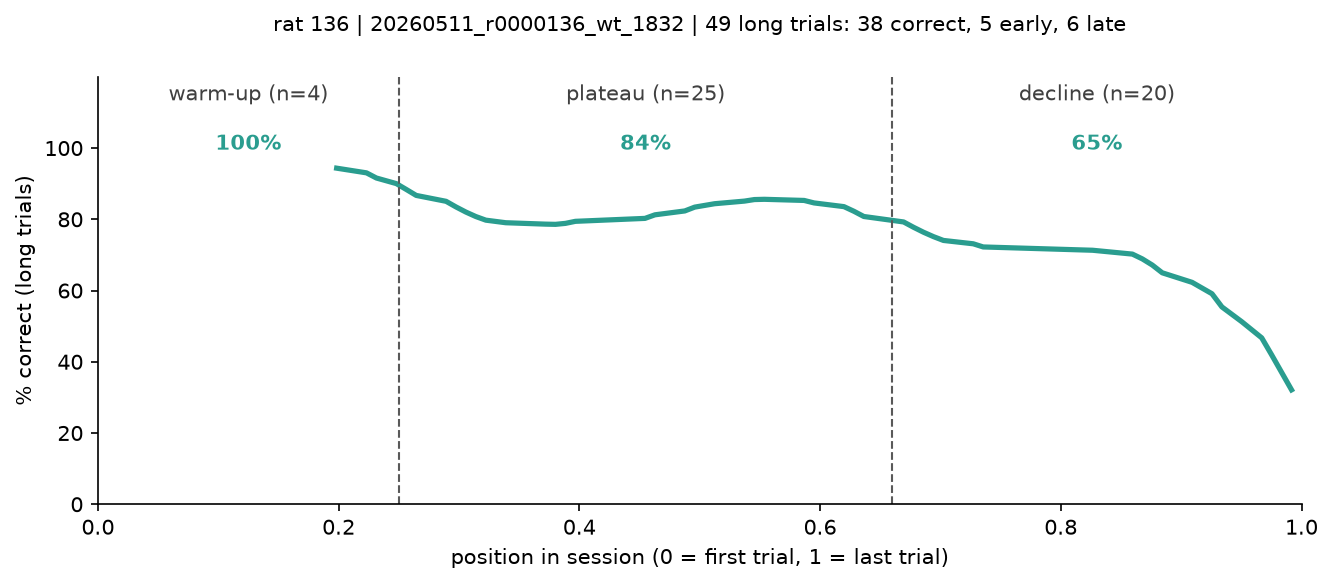 rat 136 | 20260511_r0000136_wt_1832 | 49 long trials: 38 correct, 5 early, 6 late
warm-up (n=4)
plateau (n=25)
decline (n=20)
100%
84%
65%
% correct (long trials)
100
80
60
40
20
0
0.0
0.2
0.4
0.6
0.8
1.0
position in session (0 = first trial, 1 = last trial)